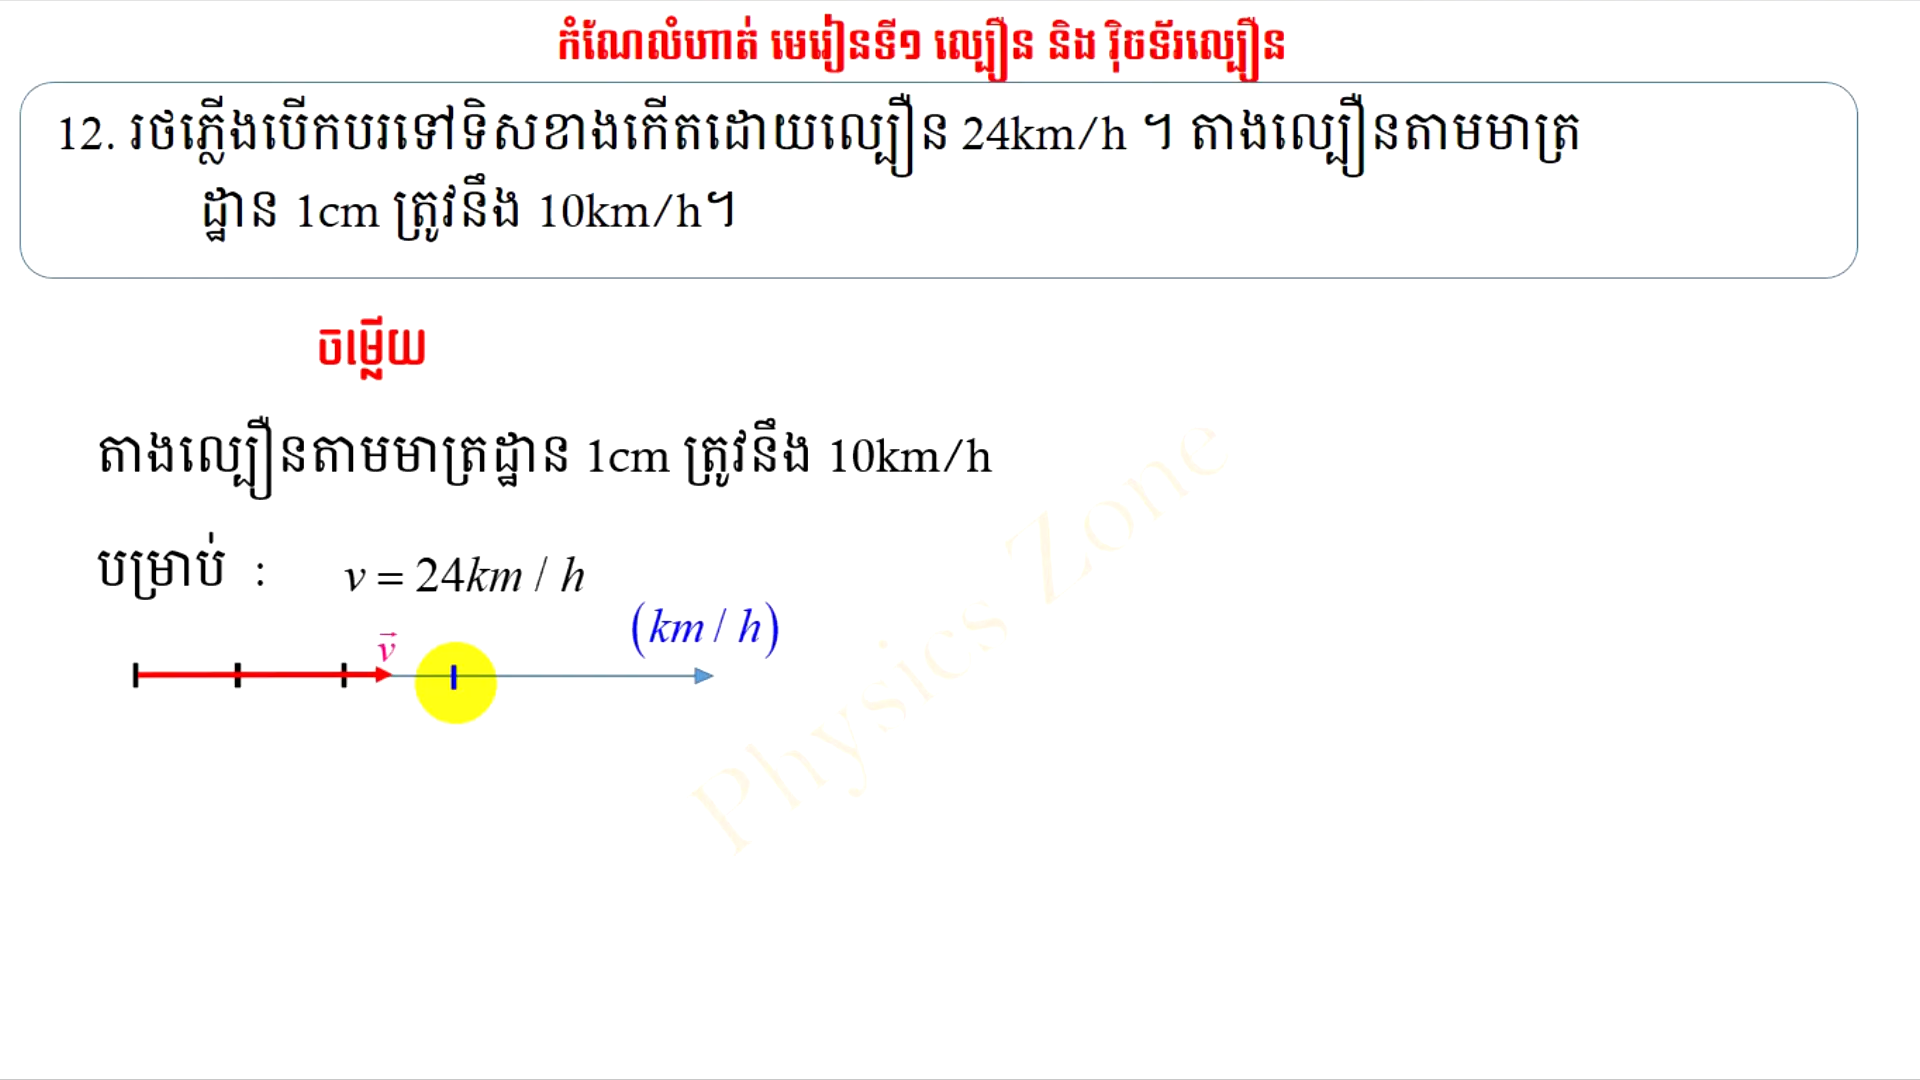 កំណែលំហាត់ មេរៀនទី១ ល្បឿន និង វ៉ិចទ័រល្បឿន
12. រថភ្លើងបើកបរទៅទិសខាងកើតដោយល្បឿន 24km/h ។ តាងល្បឿនតាមមាត្រ
ដ្ឋាន 1cm ត្រូវនឹង 10km/h។
ចម្លើយ
តាងល្បឿនតាមមាត្រដ្ឋាន 1cm ត្រូវនឹង 10km/h
បម្រាប់ : v = 24km / h
(km / h)
v⃗
Physics Zone